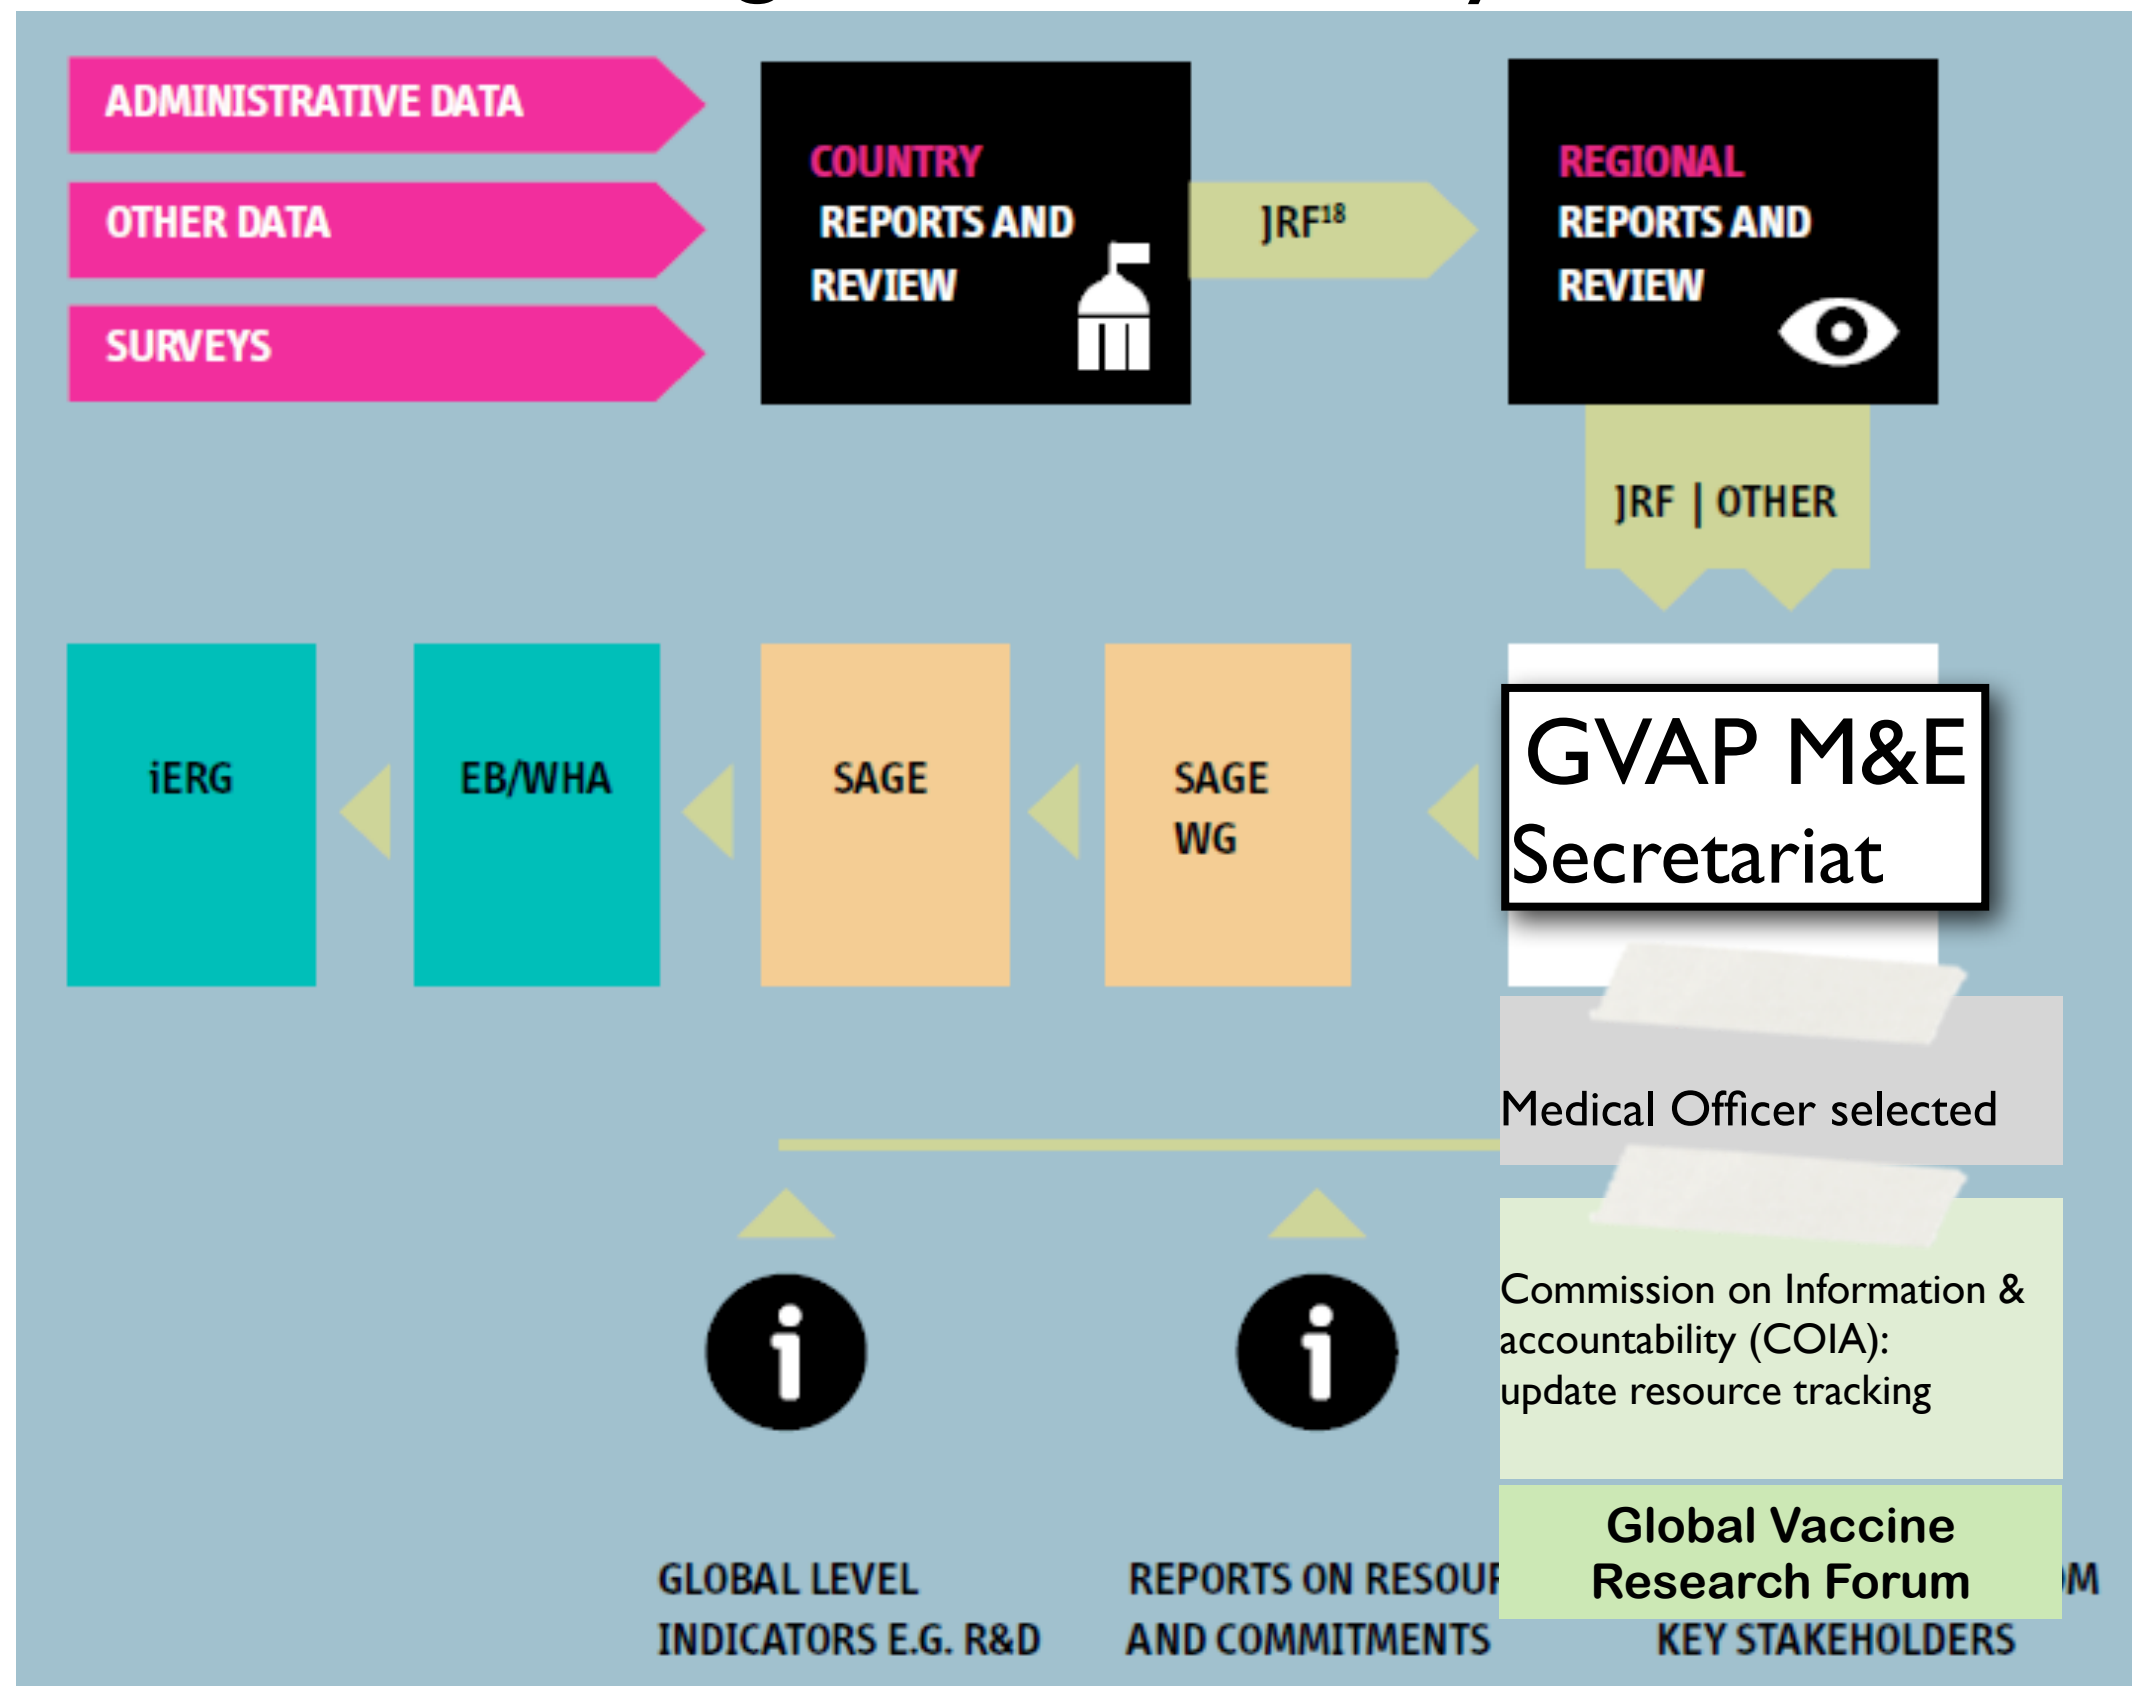 ADMINISTRATIVE DATA
OTHER DATA
SURVEYS
COUNTRY
REPORTS AND
REVIEW
JRF¹⁸
REGIONAL
REPORTS AND
REVIEW
JRF | OTHER
iERG
EB/WHA
SAGE
SAGE
WG
GVAP M&E
Secretariat
Medical Officer selected
Commission on Information &
accountability (COIA):
update resource tracking
Global Vaccine
Research Forum
GLOBAL LEVEL
INDICATORS E.G. R&D
REPORTS ON
AND COMMITMENTS
KEY STAKEHOLDERS